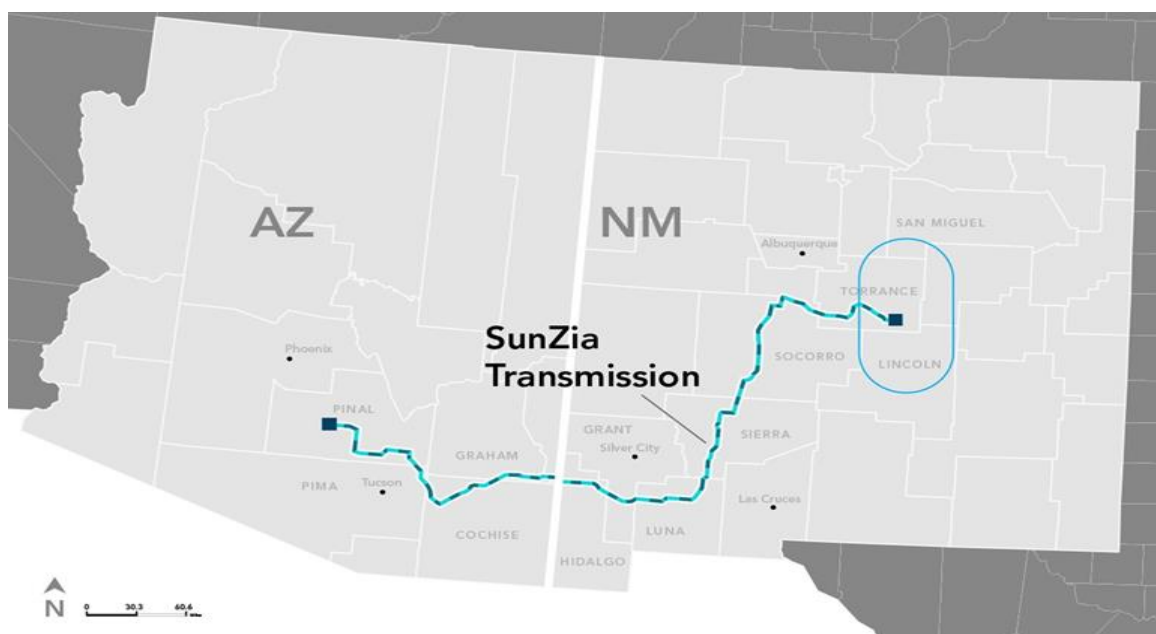 AZ
NM
SAN MIGUEL
Albuquerque
TORRANCE
SunZia
Transmission
SOCORRO
LINCOLN
Phoenix
PINAL
GRANT
Silver City
SIERRA
GRAHAM
PIMA
Tucson
Las Cruces
COCHISE
LUNA
HIDALGO
N
0 30.3 60.6